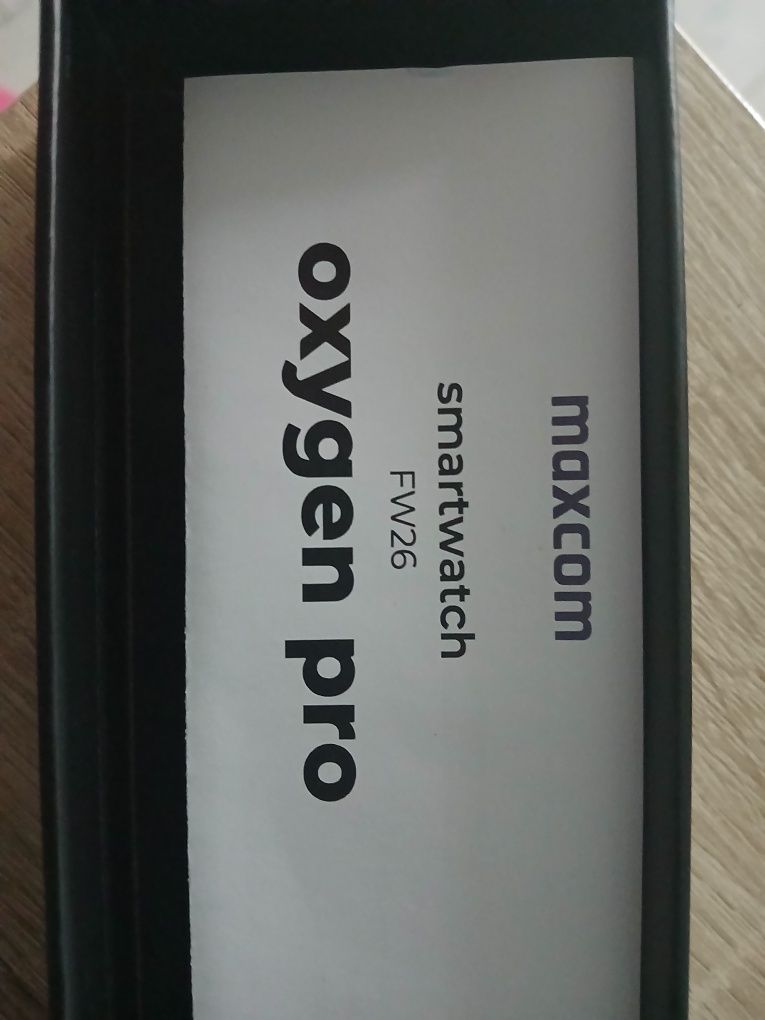 maxcom
smartwatch
FW26
oxygen pro